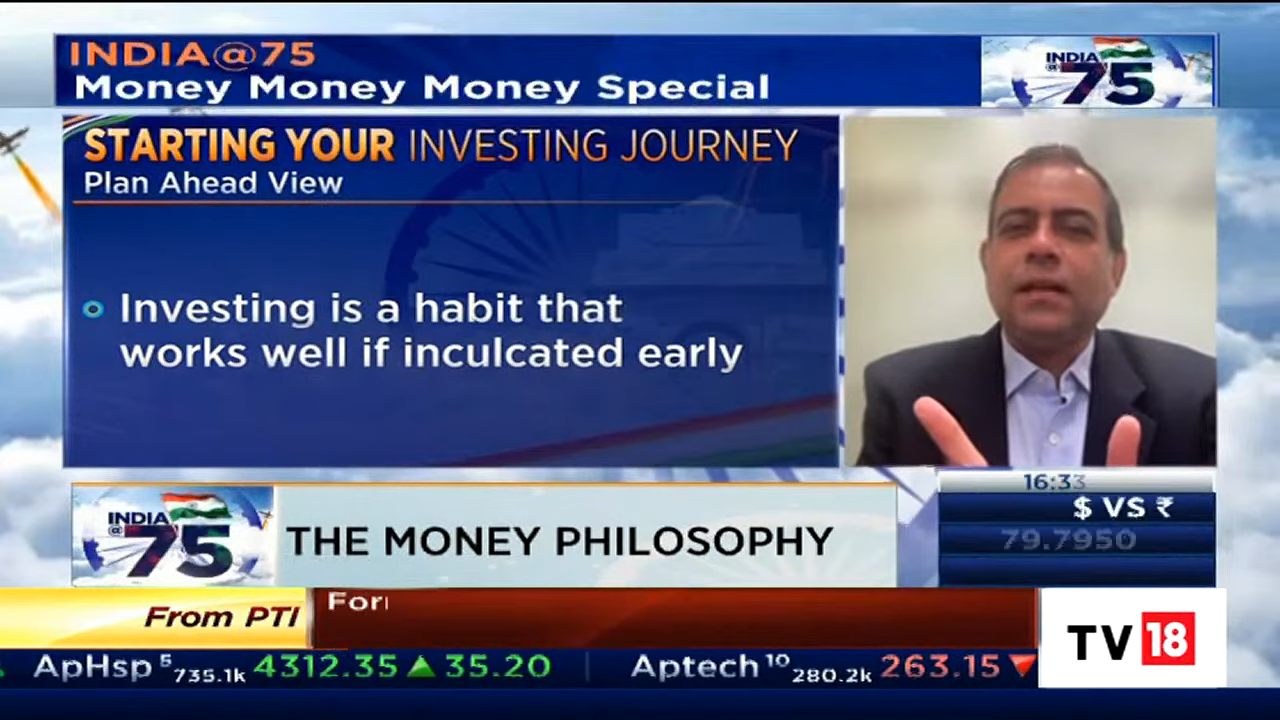 INDIA@75
Money Money Money Special
INDIA
@75
STARTING YOUR INVESTING JOURNEY
Plan Ahead View
Investing is a habit that
works well if inculcated early
INDIA
@75
THE MONEY PHILOSOPHY
16:33
$ VS ₹
79.7950
From PTI
For
TV18
ApHsp 5 735.1k 4312.35 ▲ 35.20 Aptech 10 280.2k 263.15 ▼